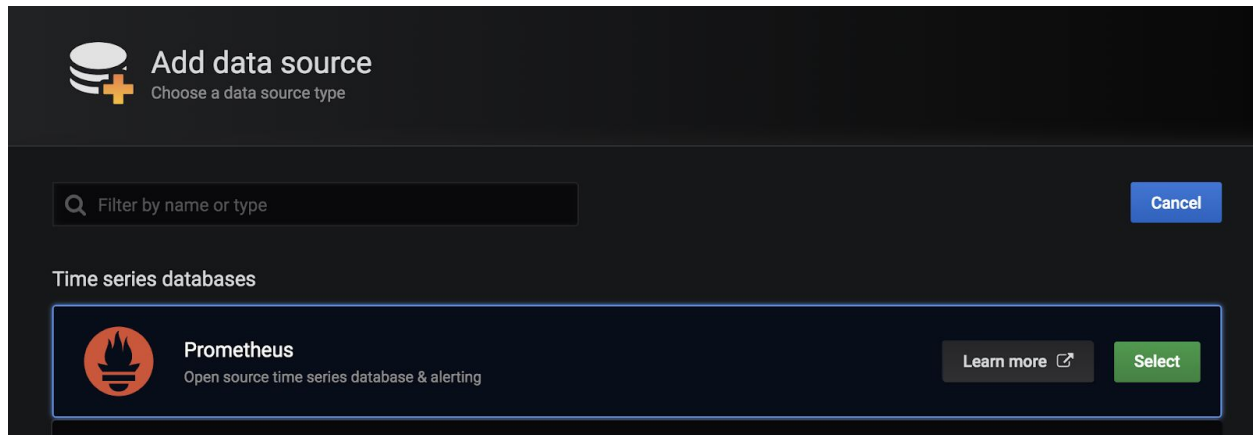 Add data source
Choose a data source type
Filter by name or type
Cancel
Time series databases
Prometheus
Open source time series database & alerting
Learn more
Select